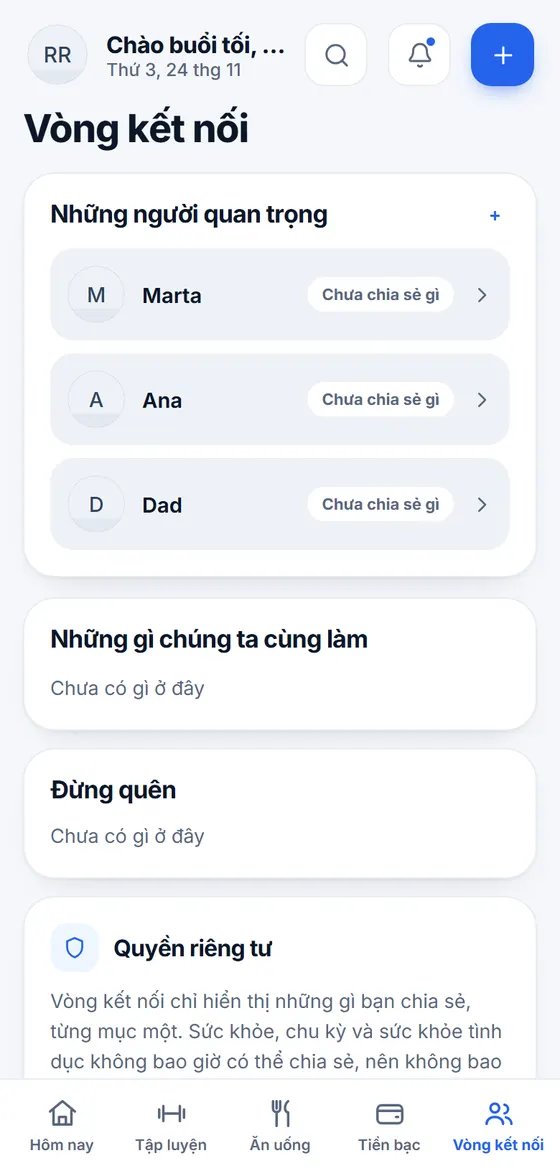 RR
Chào buổi tối, ...
Thứ 3, 24 thg 11
Vòng kết nối
Những người quan trọng
+
M
Marta
Chưa chia sẻ gì
A
Ana
Chưa chia sẻ gì
D
Dad
Chưa chia sẻ gì
Những gì chúng ta cùng làm
Chưa có gì ở đây
Đừng quên
Chưa có gì ở đây
Quyền riêng tư
Vòng kết nối chỉ hiển thị những gì bạn chia sẻ,
từng mục một. Sức khỏe, chu kỳ và sức khỏe tình
dục không bao giờ có thể chia sẻ, nên không bao
Hôm nay
Tập luyện
Ăn uống
Tiền bạc
Vòng kết nối